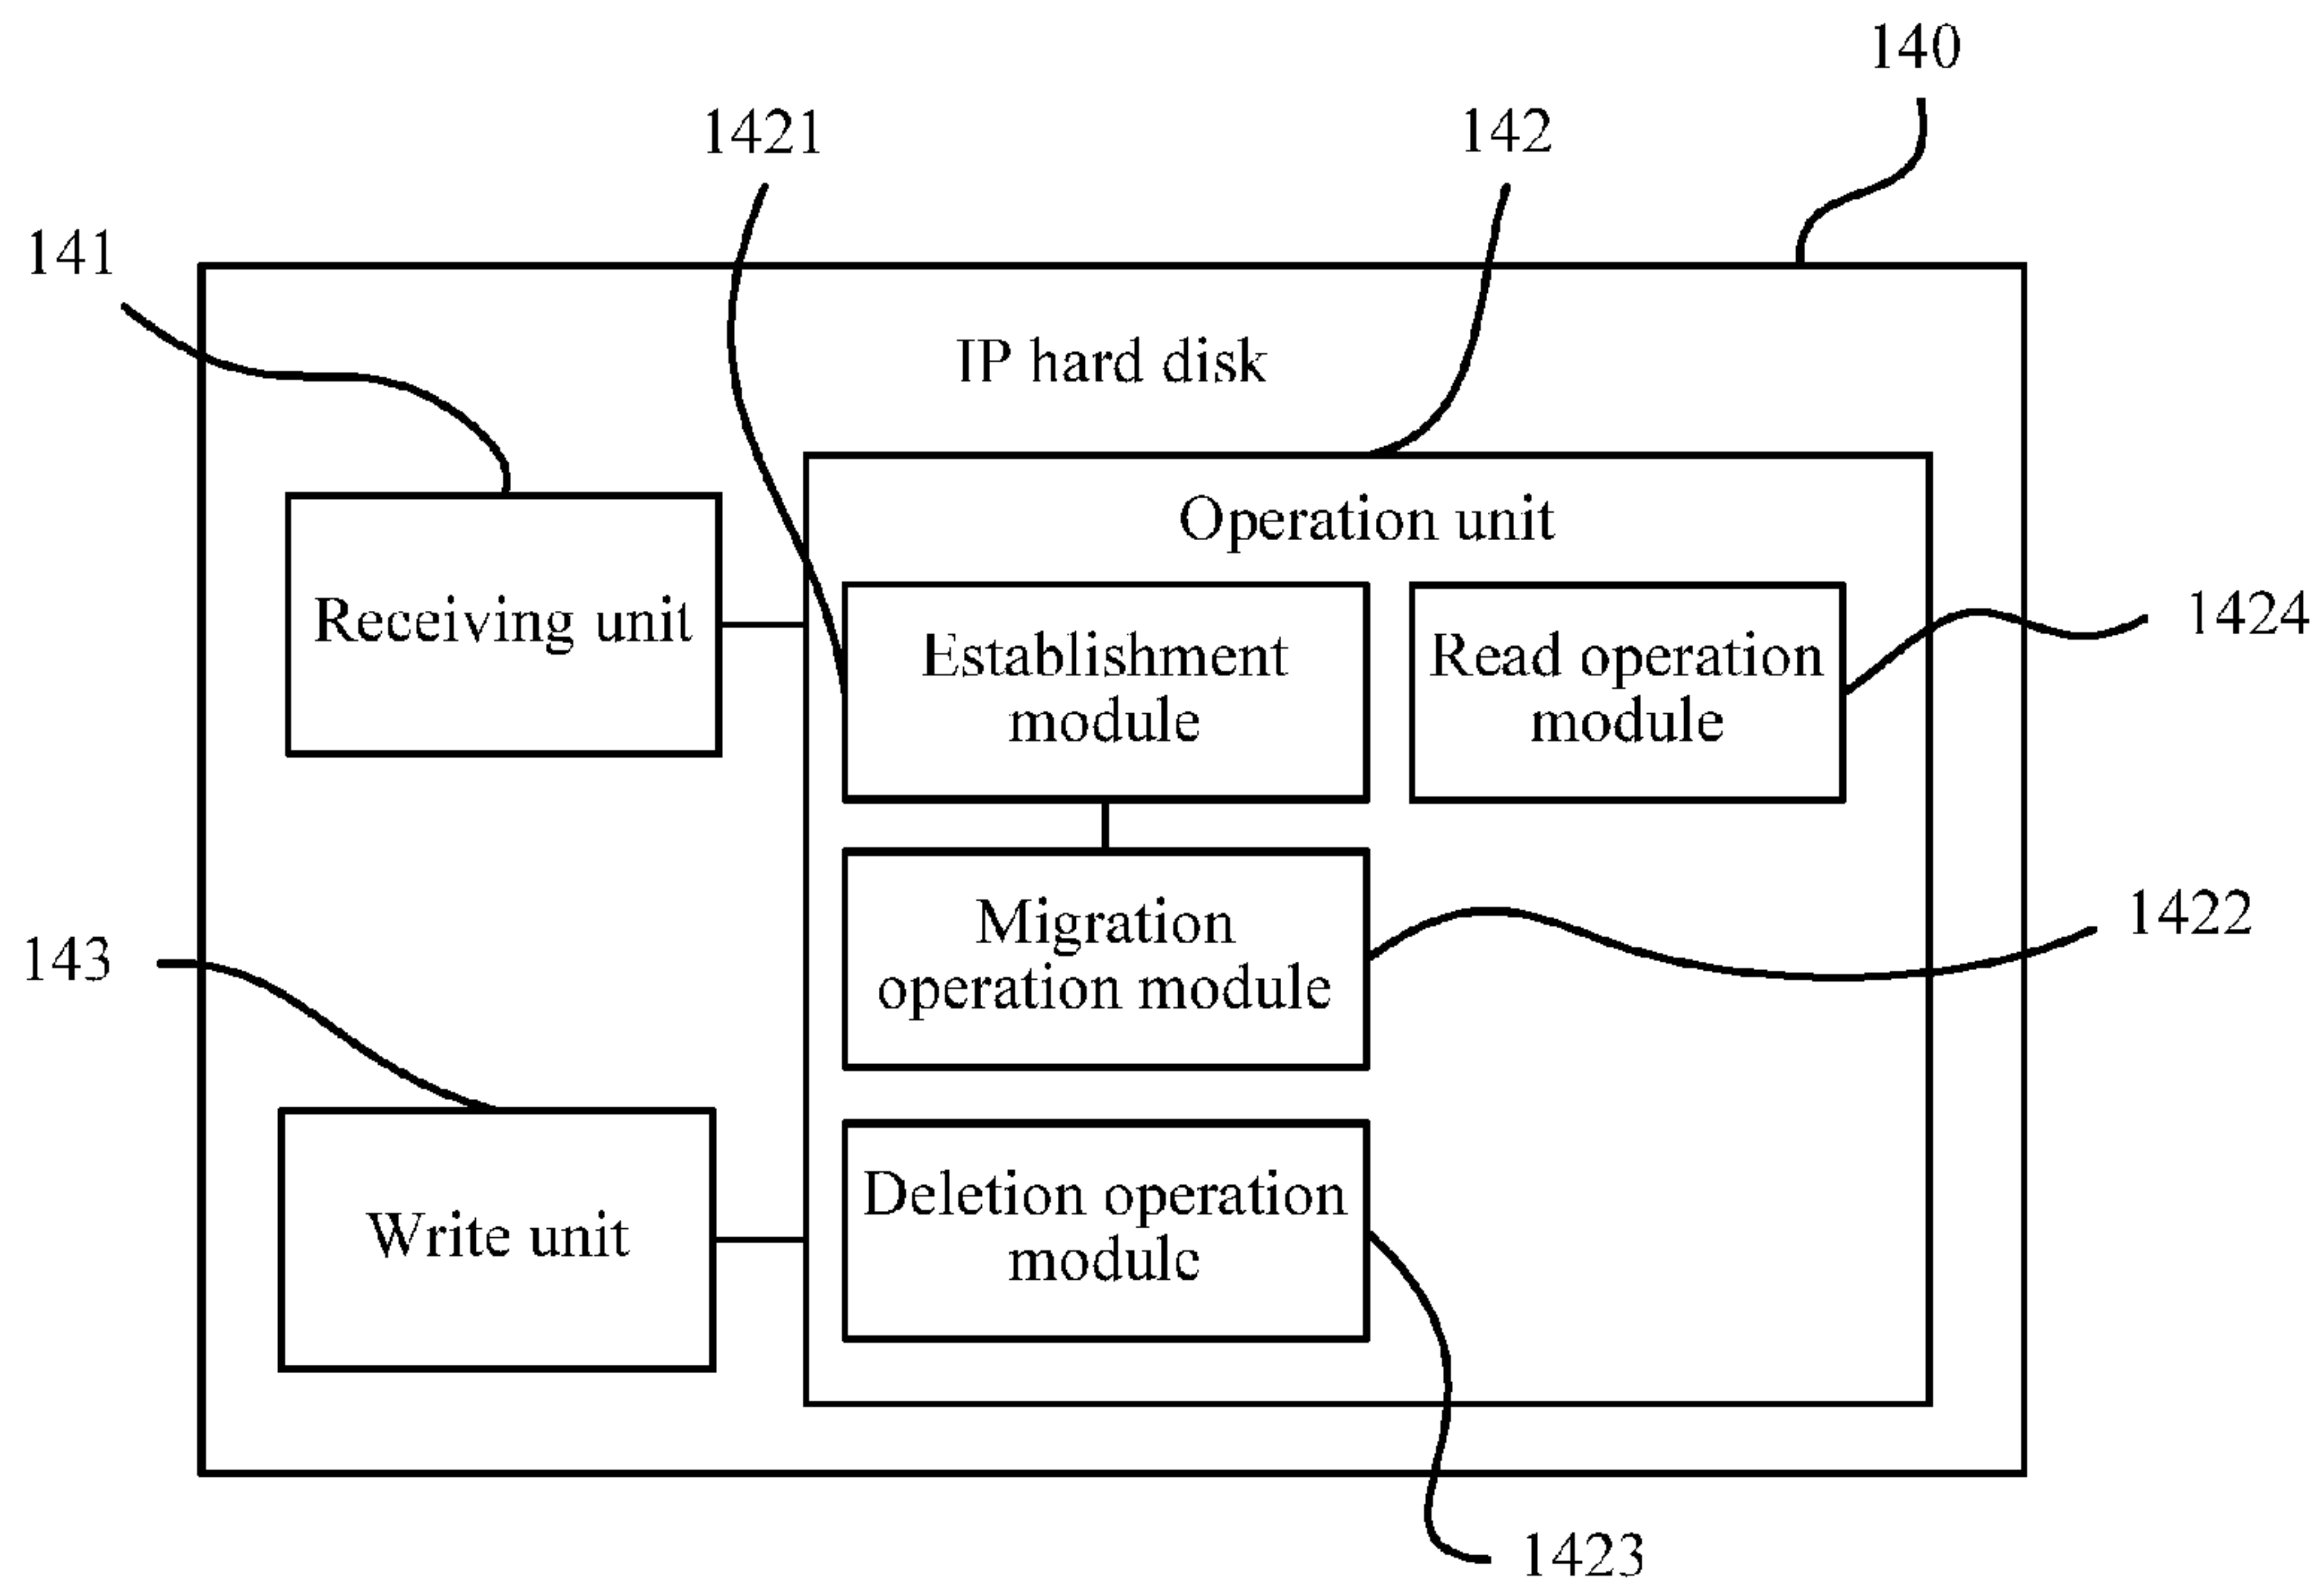 140
1421
142
141
IP hard disk
Operation unit
Receiving unit
Establishment
module
Read operation
module
1424
Migration
operation module
1422
143
Write unit
Deletion operation
module
1423